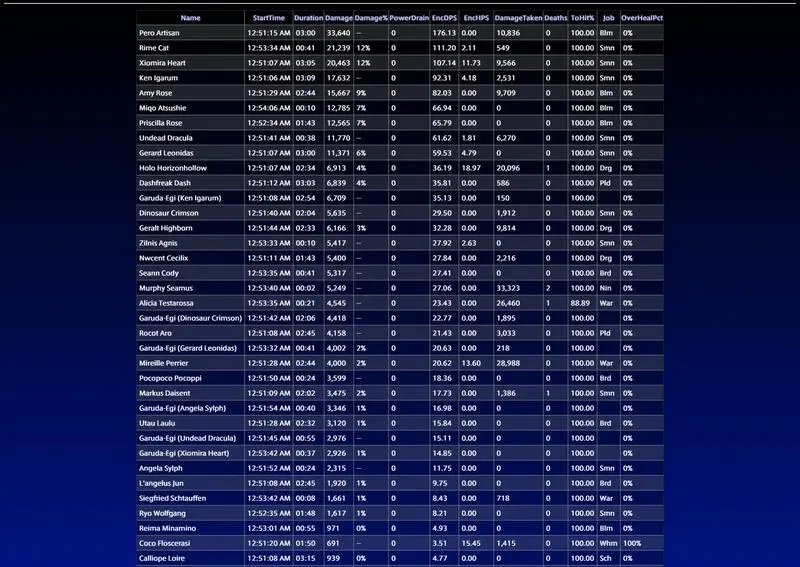 Name StartTime Duration Damage Damage% PowerDrain EncDPS EncHPS DamageTaken Deaths ToHit% Job OverHealPct
Pero Artisan 12:51:15 AM 03:00 33,640 -- 0 176.13 0.00 10,836 0 100.00 Blm 0%
Rime Cat 12:53:34 AM 00:41 21,239 12% 0 111.20 2.11 549 0 100.00 Smn 0%
Xiomira Heart 12:51:07 AM 03:05 20,463 12% 0 107.14 11.73 9,566 0 100.00 Smn 0%
Ken Igarum 12:51:06 AM 03:09 17,632 -- 0 92.31 4.18 2,531 0 100.00 Smn 0%
Amy Rose 12:51:29 AM 02:44 15,667 9% 0 82.03 0.00 9,709 0 100.00 Blm 0%
Miqo Atsushie 12:54:06 AM 00:10 12,785 7% 0 66.94 0.00 0 0 100.00 Blm 0%
Priscilla Rose 12:52:34 AM 01:43 12,565 7% 0 65.79 0.00 0 0 100.00 Blm 0%
Undead Dracula 12:51:41 AM 00:38 11,770 -- 0 61.62 1.81 6,270 0 100.00 Smn 0%
Gerard Leonidas 12:51:07 AM 03:00 11,371 6% 0 59.53 4.79 0 0 100.00 Smn 0%
Holo Horizonhollow 12:51:07 AM 02:34 6,913 4% 0 36.19 18.97 20,096 1 100.00 Drg 0%
Dashfreak Dash 12:51:12 AM 03:03 6,839 4% 0 35.81 0.00 586 0 100.00 Pld 0%
Garuda-Egi (Ken Igarum) 12:51:08 AM 02:54 6,709 -- 0 35.13 0.00 150 0 100.00 0%
Dinosaur Crimson 12:51:40 AM 02:04 5,635 -- 0 29.50 0.00 1,912 0 100.00 Smn 0%
Geralt Highborn 12:51:44 AM 02:33 6,166 3% 0 32.28 0.00 9,814 0 100.00 Drg 0%
Zilnis Agnis 12:53:33 AM 00:10 5,417 -- 0 27.92 2.63 0 0 100.00 Smn 0%
Nwcent Cecilix 12:51:11 AM 01:43 5,400 -- 0 27.84 0.00 2,216 0 100.00 Drg 0%
Seann Cody 12:53:35 AM 00:41 5,317 -- 0 27.41 0.00 0 0 100.00 Brd 0%
Murphy Seamus 12:53:40 AM 00:02 5,249 -- 0 27.06 0.00 33,323 2 100.00 Nin 0%
Alicia Testarossa 12:53:35 AM 00:21 4,545 -- 0 23.43 0.00 26,460 1 88.89 War 0%
Garuda-Egi (Dinosaur Crimson) 12:51:42 AM 02:06 4,418 -- 0 22.77 0.00 1,895 0 100.00 0%
Rocot Aro 12:51:08 AM 02:45 4,158 -- 0 21.43 0.00 3,033 0 100.00 Pld 0%
Garuda-Egi (Gerard Leonidas) 12:53:32 AM 00:41 4,002 2% 0 20.63 0.00 218 0 100.00 0%
Mireille Perrier 12:51:28 AM 02:44 4,000 2% 0 20.62 13.60 28,988 0 100.00 War 0%
Pocopoco Pocoppi 12:51:50 AM 00:24 3,599 -- 0 18.36 0.00 0 0 100.00 Brd 0%
Markus Daisent 12:51:09 AM 02:02 3,475 2% 0 17.73 0.00 1,386 1 100.00 Smn 0%
Garuda-Egi (Angela Sylph) 12:51:54 AM 00:40 3,346 1% 0 16.98 0.00 0 0 100.00 0%
Utau Laulu 12:51:28 AM 02:32 3,120 1% 0 15.84 0.00 0 0 100.00 Brd 0%
Garuda-Egi (Undead Dracula) 12:51:45 AM 00:55 2,976 -- 0 15.11 0.00 0 0 100.00 0%
Garuda-Egi (Xiomira Heart) 12:53:42 AM 00:37 2,926 1% 0 14.85 0.00 0 0 100.00 0%
Angela Sylph 12:51:52 AM 00:24 2,315 -- 0 11.75 0.00 0 0 100.00 Smn 0%
L'angelus Jun 12:51:08 AM 02:45 1,920 1% 0 9.75 0.00 0 0 100.00 Brd 0%
Siegfried Schtauffen 12:53:42 AM 00:08 1,661 1% 0 8.43 0.00 718 0 100.00 War 0%
Ryo Wolfgang 12:52:35 AM 01:48 1,617 1% 0 8.21 0.00 0 0 100.00 Smn 0%
Reima Minamino 12:53:01 AM 00:55 971 0% 0 4.93 0.00 0 0 100.00 Blm 0%
Coco Floscerasi 12:51:20 AM 01:50 691 -- 0 3.51 15.45 1,415 0 100.00 Whm 100%
Calliope Loire 12:51:08 AM 03:15 939 0% 0 4.77 0.00 0 0 100.00 Sch 0%